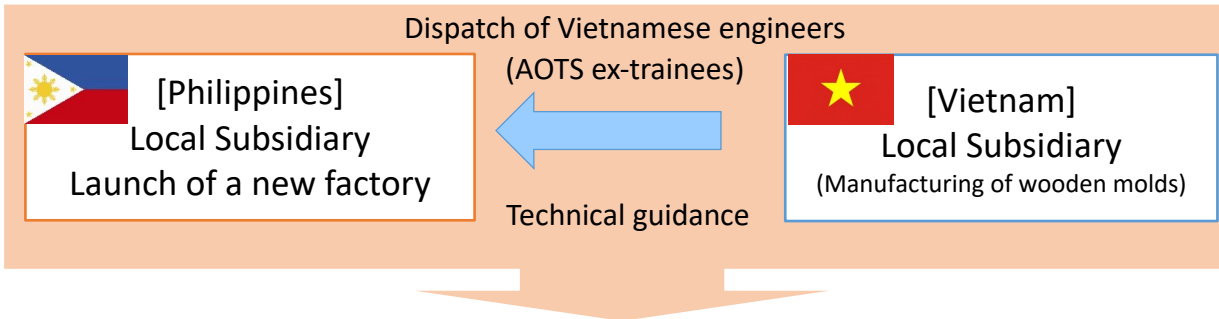 Dispatch of Vietnamese engineers
(AOTS ex-trainees)
[Philippines]
Local Subsidiary
Launch of a new factory
[Vietnam]
Local Subsidiary
(Manufacturing of wooden molds)
Technical guidance